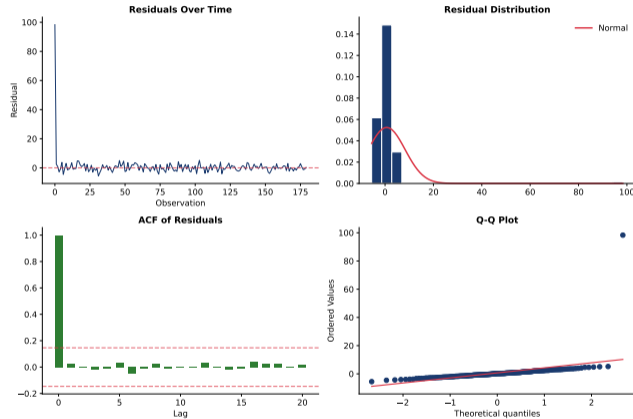 Residuals Over Time
Residual
100
80
60
40
20
0
0 25 50 75 100 125 150 175
Observation
Residual Distribution
Normal
0.14
0.12
0.10
0.08
0.06
0.04
0.02
0.00
0 20 40 60 80 100
ACF of Residuals
1.0
0.8
0.6
0.4
0.2
0.0
−0.2
0 5 10 15 20
Lag
Q-Q Plot
Ordered Values
100
80
60
40
20
0
−2 −1 0 1 2
Theoretical quantiles